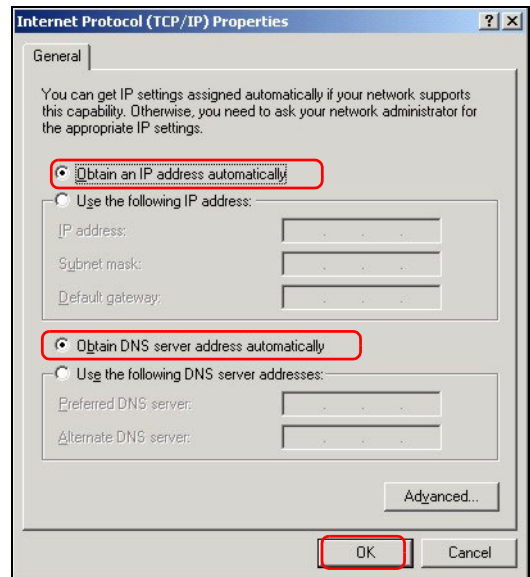 Internet Protocol (TCP/IP) Properties
General
You can get IP settings assigned automatically if your network supports
this capability. Otherwise, you need to ask your network administrator for
the appropriate IP settings.
Obtain an IP address automatically
Use the following IP address:
IP address:
Subnet mask:
Default gateway:
Obtain DNS server address automatically
Use the following DNS server addresses:
Preferred DNS server:
Alternate DNS server:
Advanced...
OK
Cancel